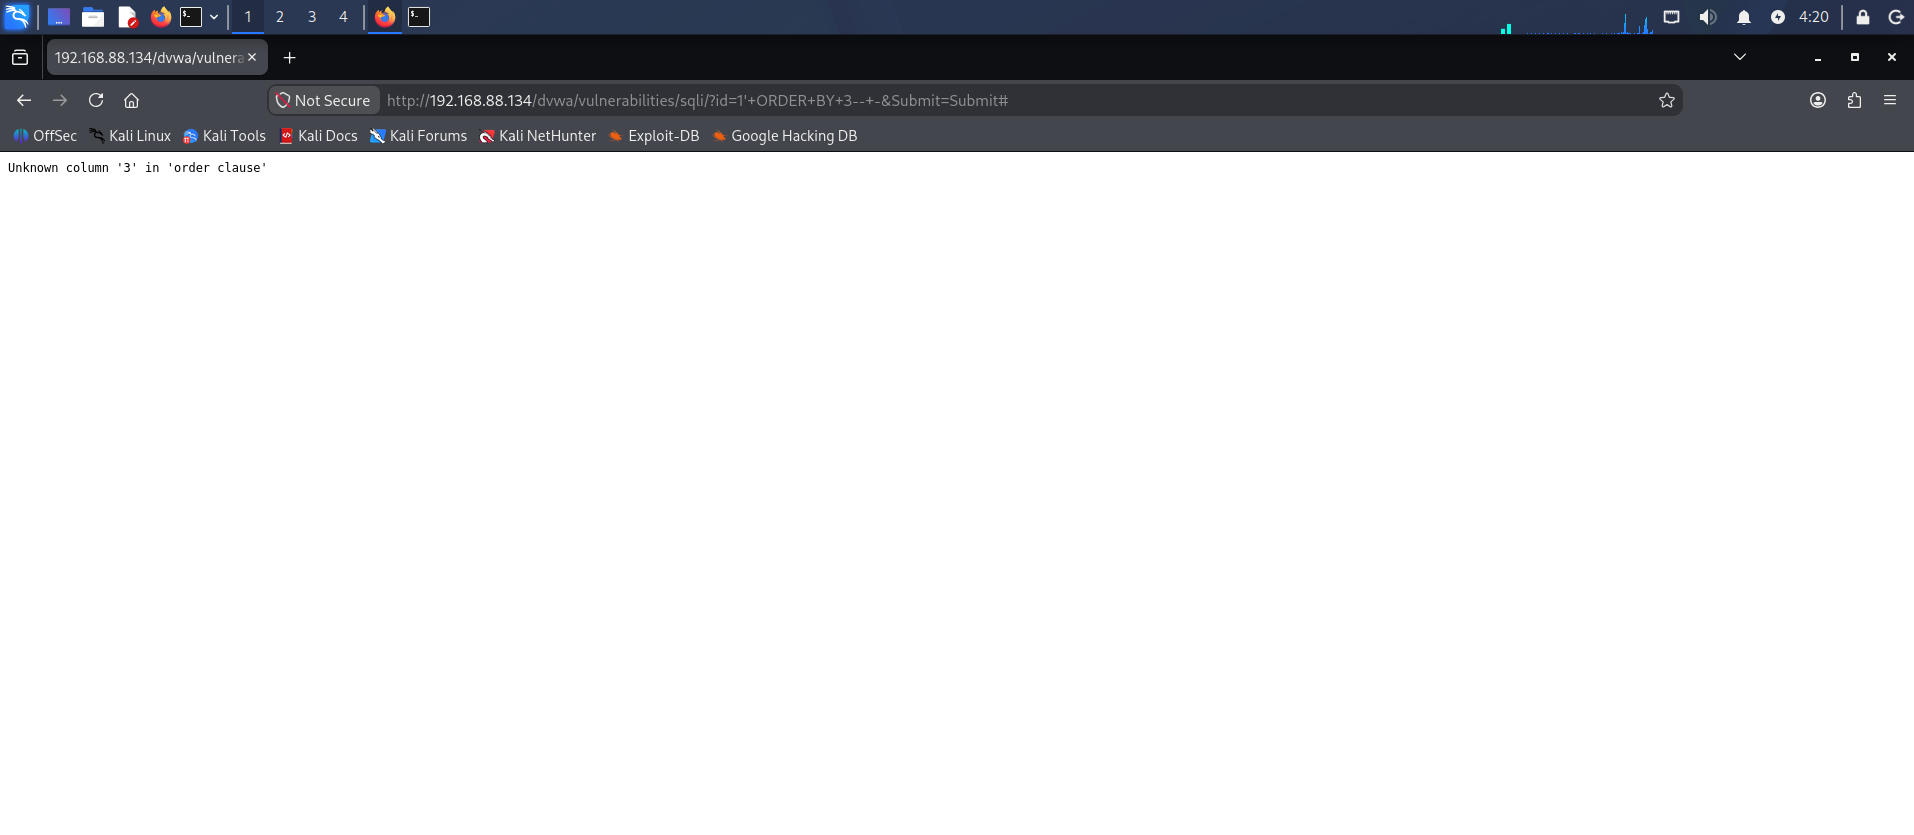 1 2 3 4 4:20
192.168.88.134/dvwa/vulnera
Not Secure http://192.168.88.134/dvwa/vulnerabilities/sqli/?id=1'+ORDER+BY+3--+-&Submit=Submit#
OffSec Kali Linux Kali Tools Kali Docs Kali Forums Kali NetHunter Exploit-DB Google Hacking DB
Unknown column '3' in 'order clause'